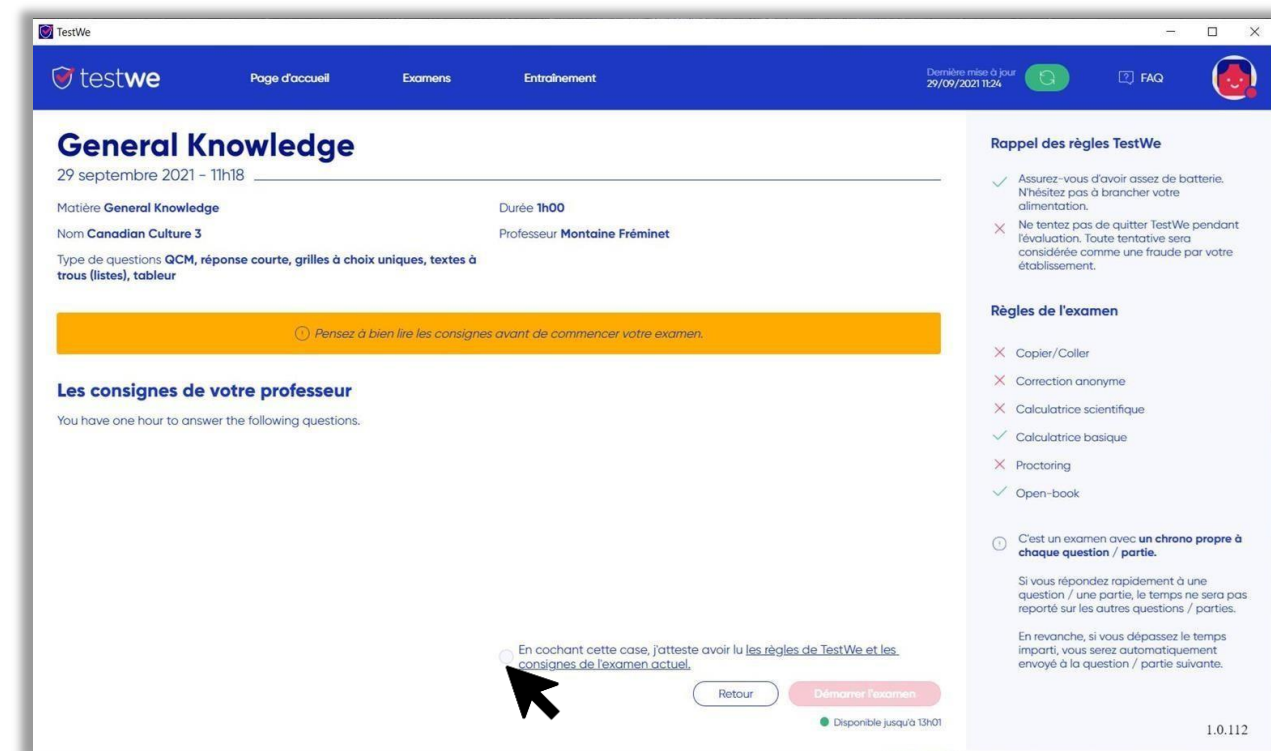 TestWe
testwe
Page d'accueil
Examens
Entraînement
Dernière mise à jour
29/09/2021 11:24
FAQ
General Knowledge
29 septembre 2021 - 11h18
Matière General Knowledge
Durée 1h00
Nom Canadian Culture 3
Professeur Montaine Fréminet
Type de questions QCM, réponse courte, grilles à choix uniques, textes à
trous (listes), tableur
Pensez à bien lire les consignes avant de commencer votre examen.
Les consignes de votre professeur
You have one hour to answer the following questions.
En cochant cette case, j'atteste avoir lu les règles de TestWe et les
consignes de l'examen actuel.
Retour
Démarrer l'examen
Disponible jusqu'à 13h01
Rappel des règles TestWe
Assurez-vous d'avoir assez de batterie.
N'hésitez pas à brancher votre
alimentation.
Ne tentez pas de quitter TestWe pendant
l'évaluation. Toute tentative sera
considérée comme une fraude par votre
établissement.
Règles de l'examen
Copier/Coller
Correction anonyme
Calculatrice scientifique
Calculatrice basique
Proctoring
Open-book
C'est un examen avec un chrono propre à
chaque question / partie.
Si vous répondez rapidement à une
question / une partie, le temps ne sera pas
reporté sur les autres questions / parties.
En revanche, si vous dépassez le temps
imparti, vous serez automatiquement
envoyé à la question / partie suivante.
1.0.112